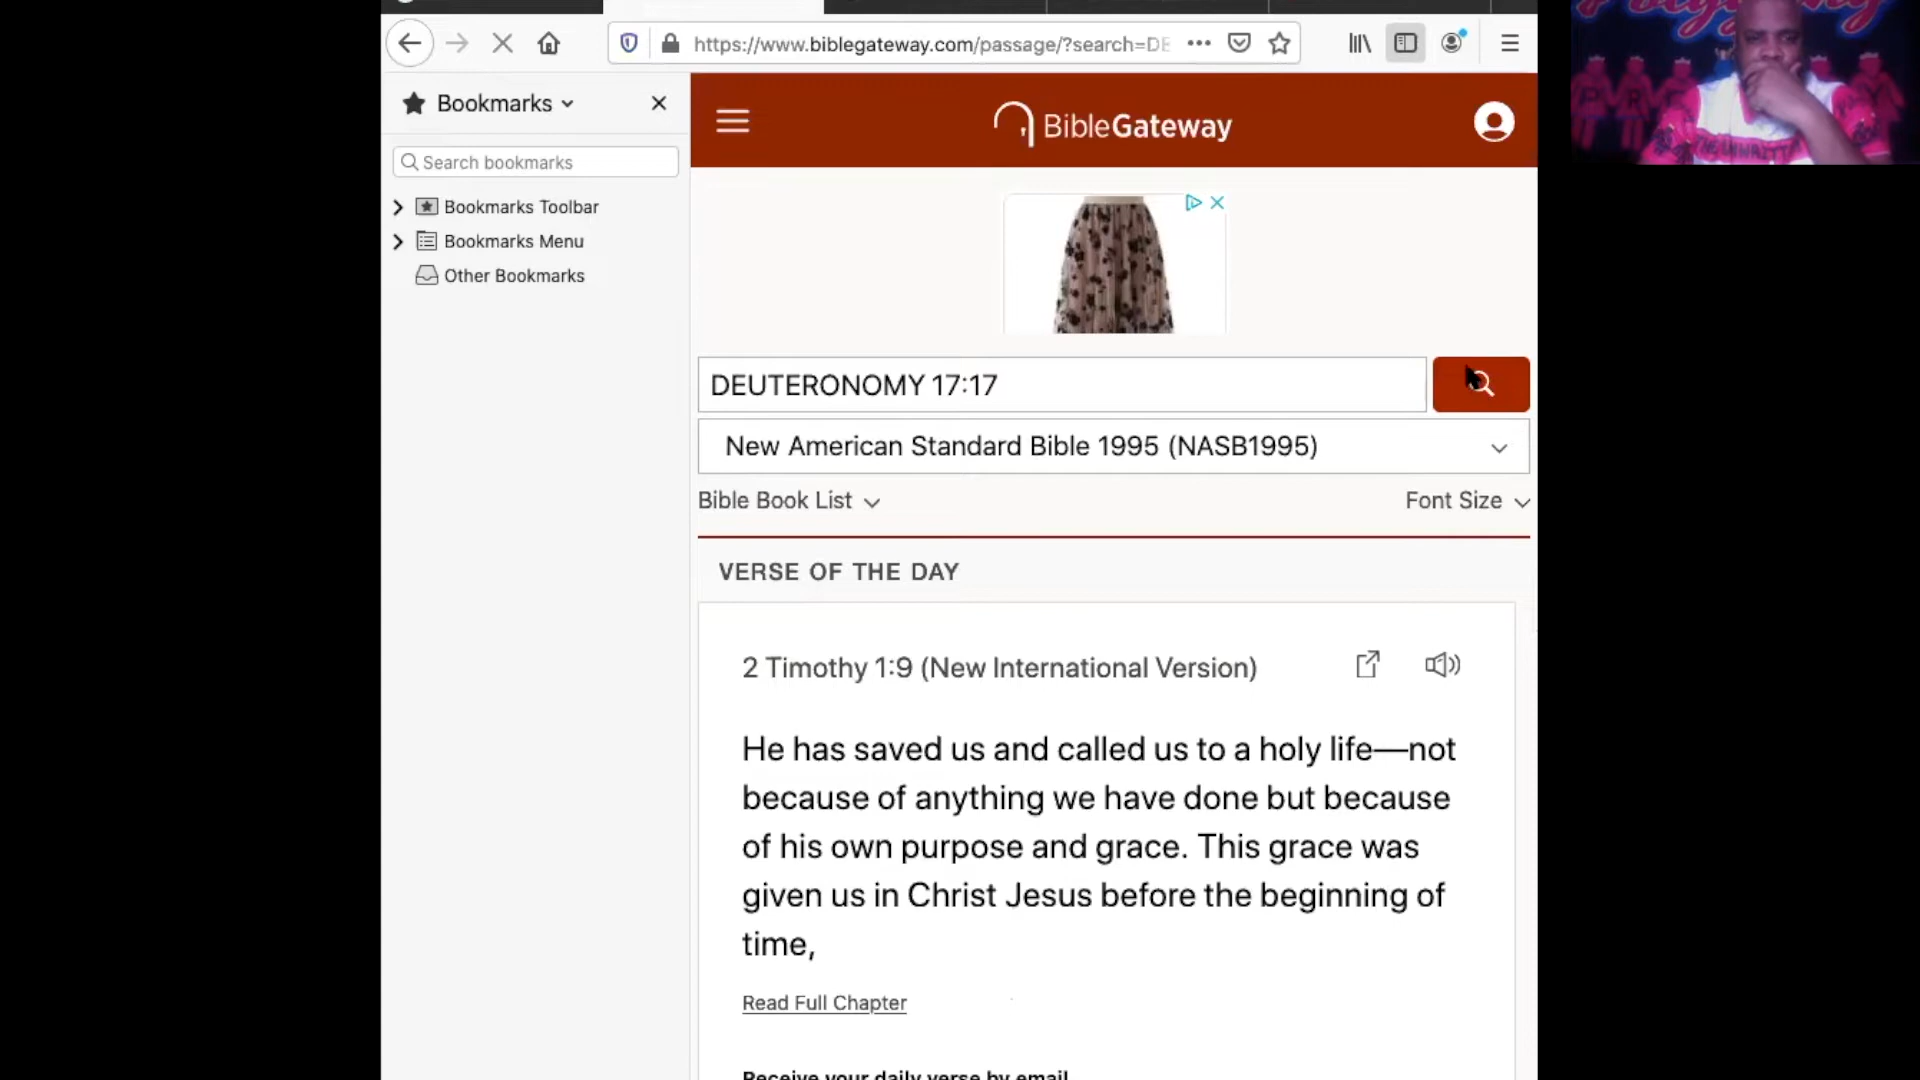 https://www.biblegateway.com/passage/?search=DE
Bookmarks
Search bookmarks
Bookmarks Toolbar
Bookmarks Menu
Other Bookmarks
BibleGateway
DEUTERONOMY 17:17
New American Standard Bible 1995 (NASB1995)
Bible Book List
Font Size
VERSE OF THE DAY
2 Timothy 1:9 (New International Version)
He has saved us and called us to a holy life—not
because of anything we have done but because
of his own purpose and grace. This grace was
given us in Christ Jesus before the beginning of
time,
Read Full Chapter
Receive your daily verse by email